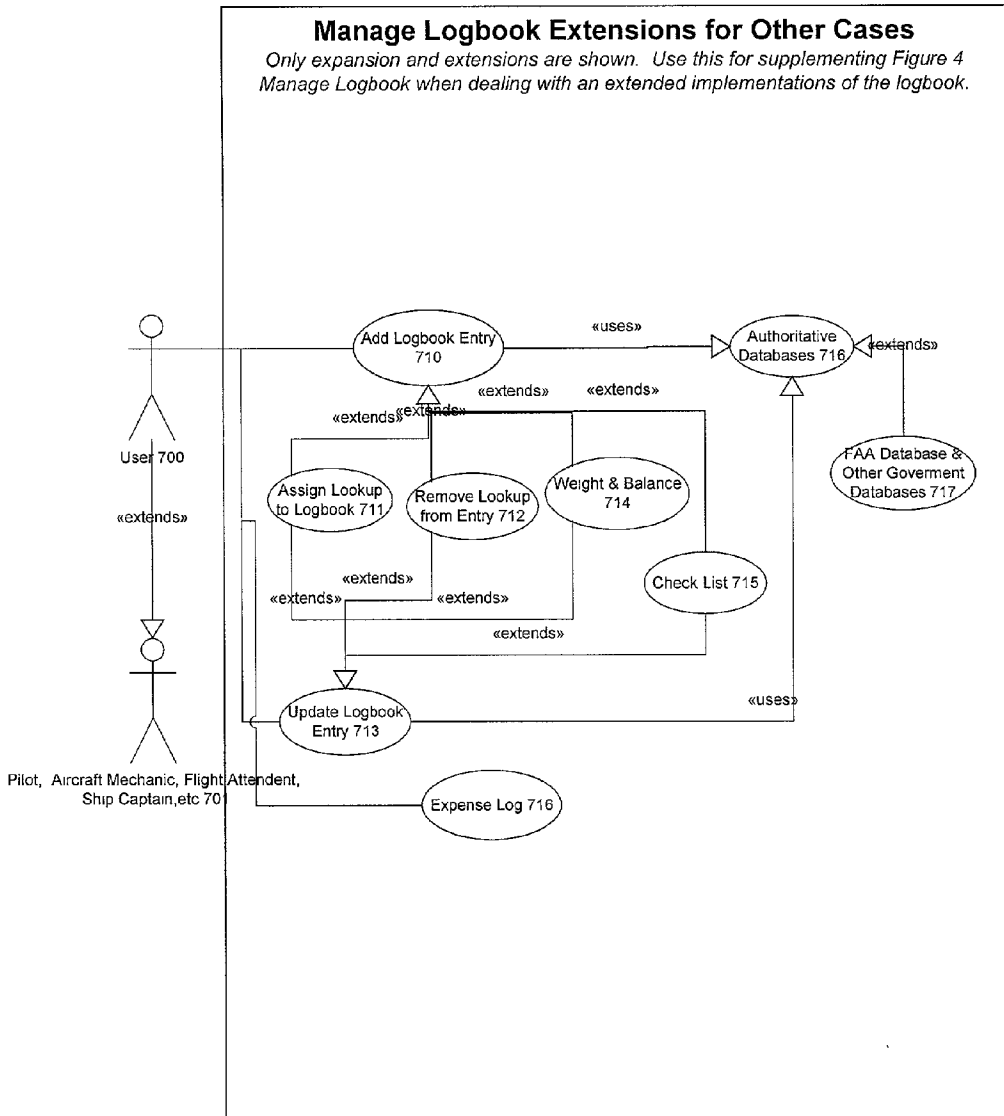 Manage Logbook Extensions for Other Cases
Only expansion and extensions are shown. Use this for supplementing Figure 4
Manage Logbook when dealing with an extended implementations of the logbook.
Add Logbook Entry
710
«uses»
Authoritative
Databases 716
«extends»
«extends»
«extends»
«extends»
«extends»
User 700
Assign Lookup
to Logbook 711
Remove Lookup
from Entry 712
Weight & Balance
714
FAA Database &
Other Goverment
Databases 717
«extends»
Check List 715
«extends»
«extends»
«extends»
«extends»
«uses»
Update Logbook
Entry 713
Pilot, Aircraft Mechanic, Flight Attendent,
Ship Captain,etc 701
Expense Log 716